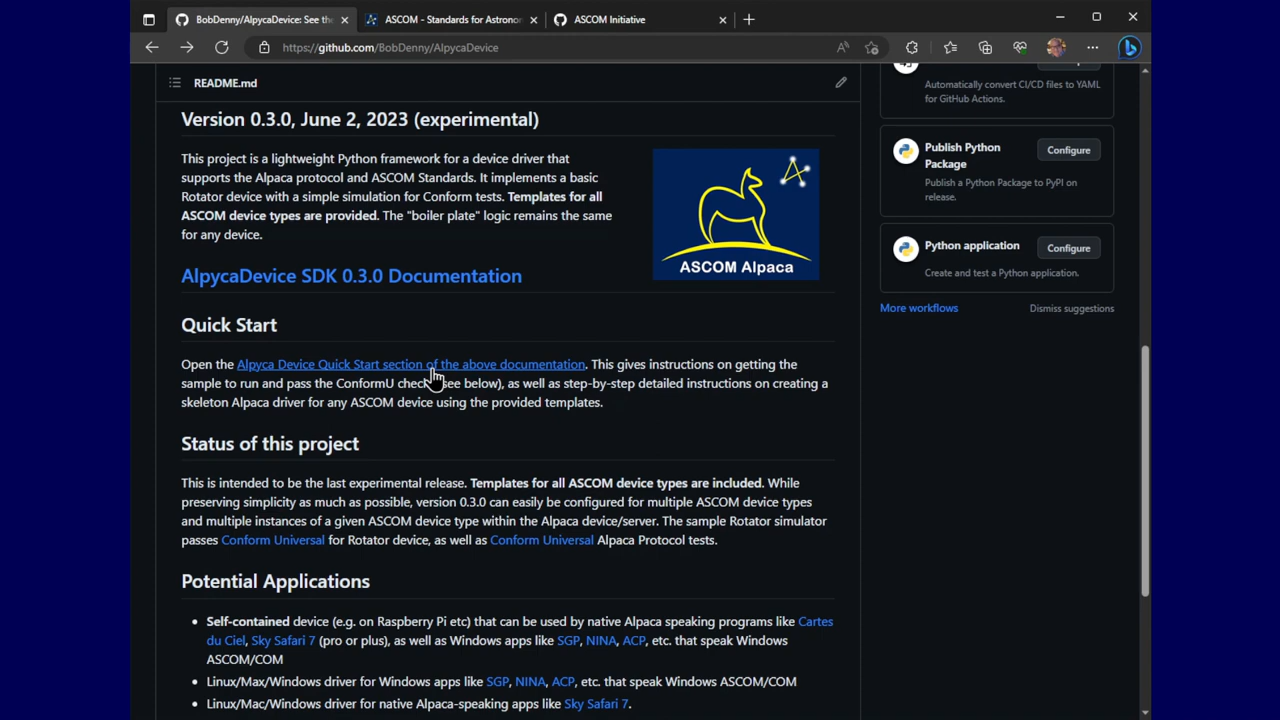 BobDenny/AlpycaDevice: See the
ASCOM - Standards for Astronom
ASCOM Initiative
https://github.com/BobDenny/AlpycaDevice
README.md
Version 0.3.0, June 2, 2023 (experimental)
This project is a lightweight Python framework for a device driver that
supports the Alpaca protocol and ASCOM Standards. It implements a basic
Rotator device with a simple simulation for Conform tests. Templates for all
ASCOM device types are provided. The "boiler plate" logic remains the same
for any device.
ASCOM Alpaca
AlpycaDevice SDK 0.3.0 Documentation
Quick Start
Open the Alpyca Device Quick Start section of the above documentation. This gives instructions on getting the
sample to run and pass the ConformU check (see below), as well as step-by-step detailed instructions on creating a
skeleton Alpaca driver for any ASCOM device using the provided templates.
Status of this project
This is intended to be the last experimental release. Templates for all ASCOM device types are included. While
preserving simplicity as much as possible, version 0.3.0 can easily be configured for multiple ASCOM device types
and multiple instances of a given ASCOM device type within the Alpaca device/server. The sample Rotator simulator
passes Conform Universal for Rotator device, as well as Conform Universal Alpaca Protocol tests.
Potential Applications
• Self-contained device (e.g. on Raspberry Pi etc) that can be used by native Alpaca speaking programs like Cartes
du Ciel, Sky Safari 7 (pro or plus), as well as Windows apps like SGP, NINA, ACP, etc. that speak Windows
ASCOM/COM
• Linux/Max/Windows driver for Windows apps like SGP, NINA, ACP, etc. that speak Windows ASCOM/COM
• Linux/Mac/Windows driver for native Alpaca-speaking apps like Sky Safari 7.
Automatically convert CI/CD files to YAML
for GitHub Actions.
Publish Python
Package
Configure
Publish a Python Package to PyPI on
release.
Python application
Configure
Create and test a Python application.
More workflows
Dismiss suggestions